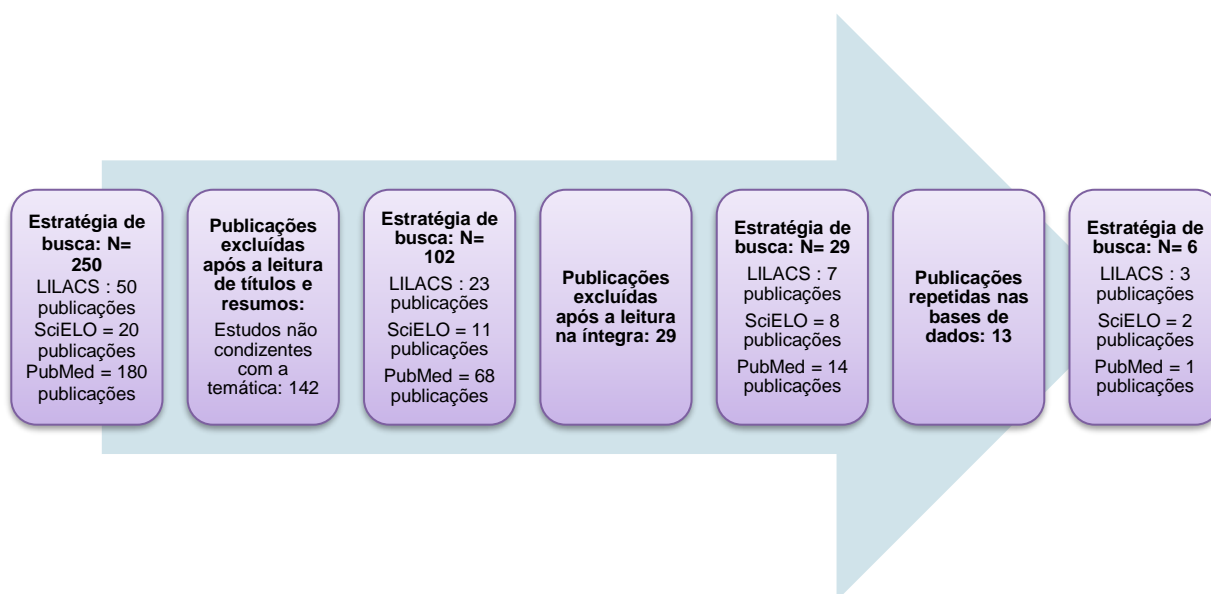 Estratégia de
busca: N=
250
LILACS : 50
publicações
SciELO = 20
publicações
PubMed = 180
publicações
Publicações
excluídas
após a leitura
de títulos e
resumos:
Estudos não
condizentes
com a
temática: 142
Estratégia de
busca: N=
102
LILACS : 23
publicações
SciELO = 11
publicações
PubMed = 68
publicações
Publicações
excluídas
após a leitura
na íntegra: 29
Estratégia de
busca: N= 29
LILACS : 7
publicações
SciELO = 8
publicações
PubMed = 14
publicações
Publicações
repetidas nas
bases de
dados: 13
Estratégia de
busca: N= 6
LILACS : 3
publicações
SciELO = 2
publicações
PubMed = 1
publicações